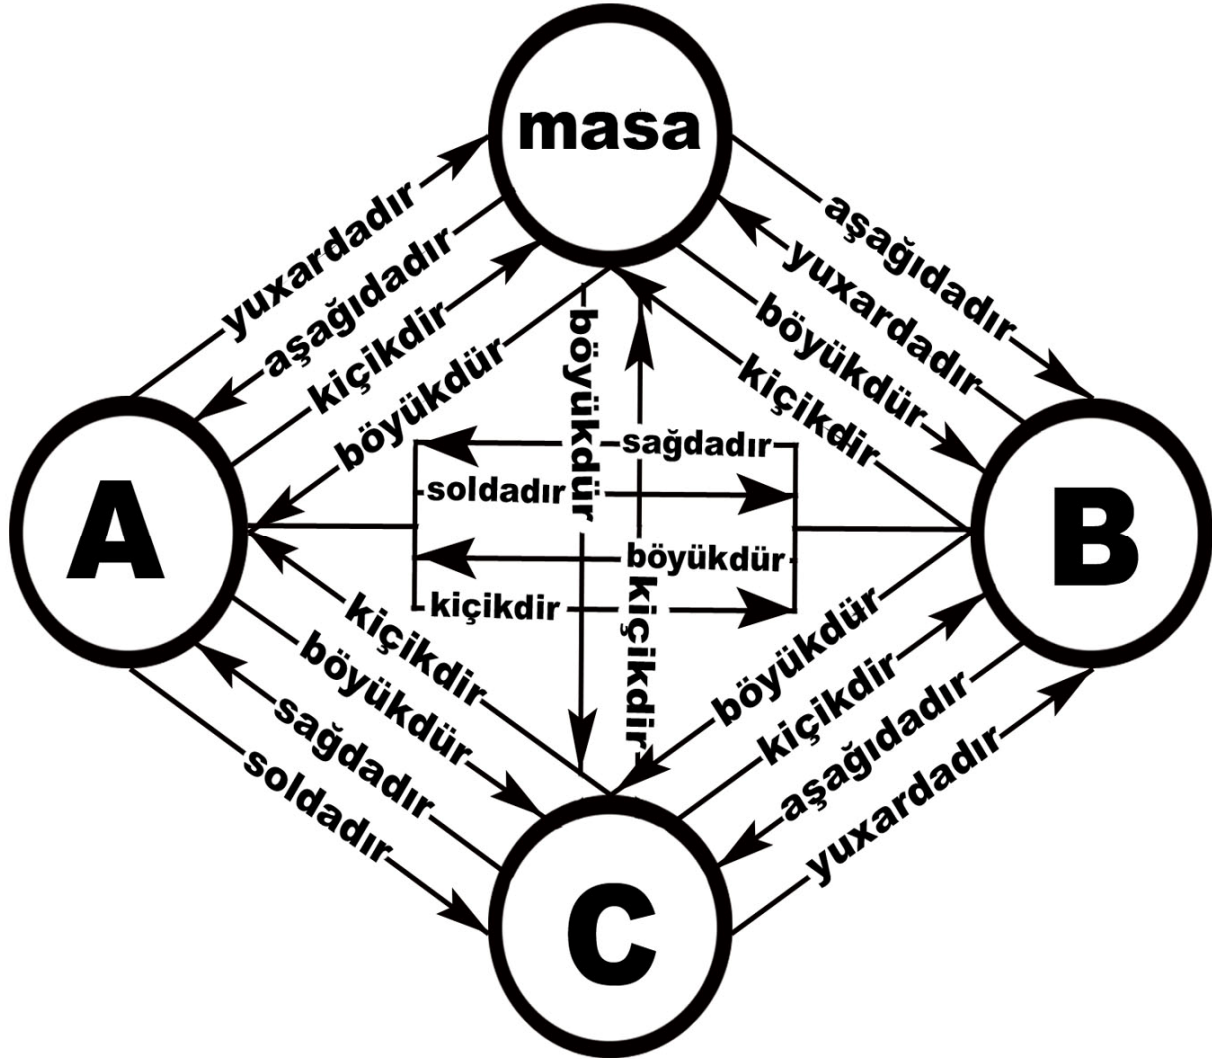 masa
yuxardadır
aşağıdadır
kiçikdir
böyükdür
aşağıdadır
yuxardadır
böyükdür
kiçikdir
böyükdür
kiçikdir
A
sağdadır
soldadır
böyükdür
kiçikdir
B
kiçikdir
böyükdür
sağdadır
soldadır
böyükdür
kiçikdir
aşağıdadır
yuxardadır
C